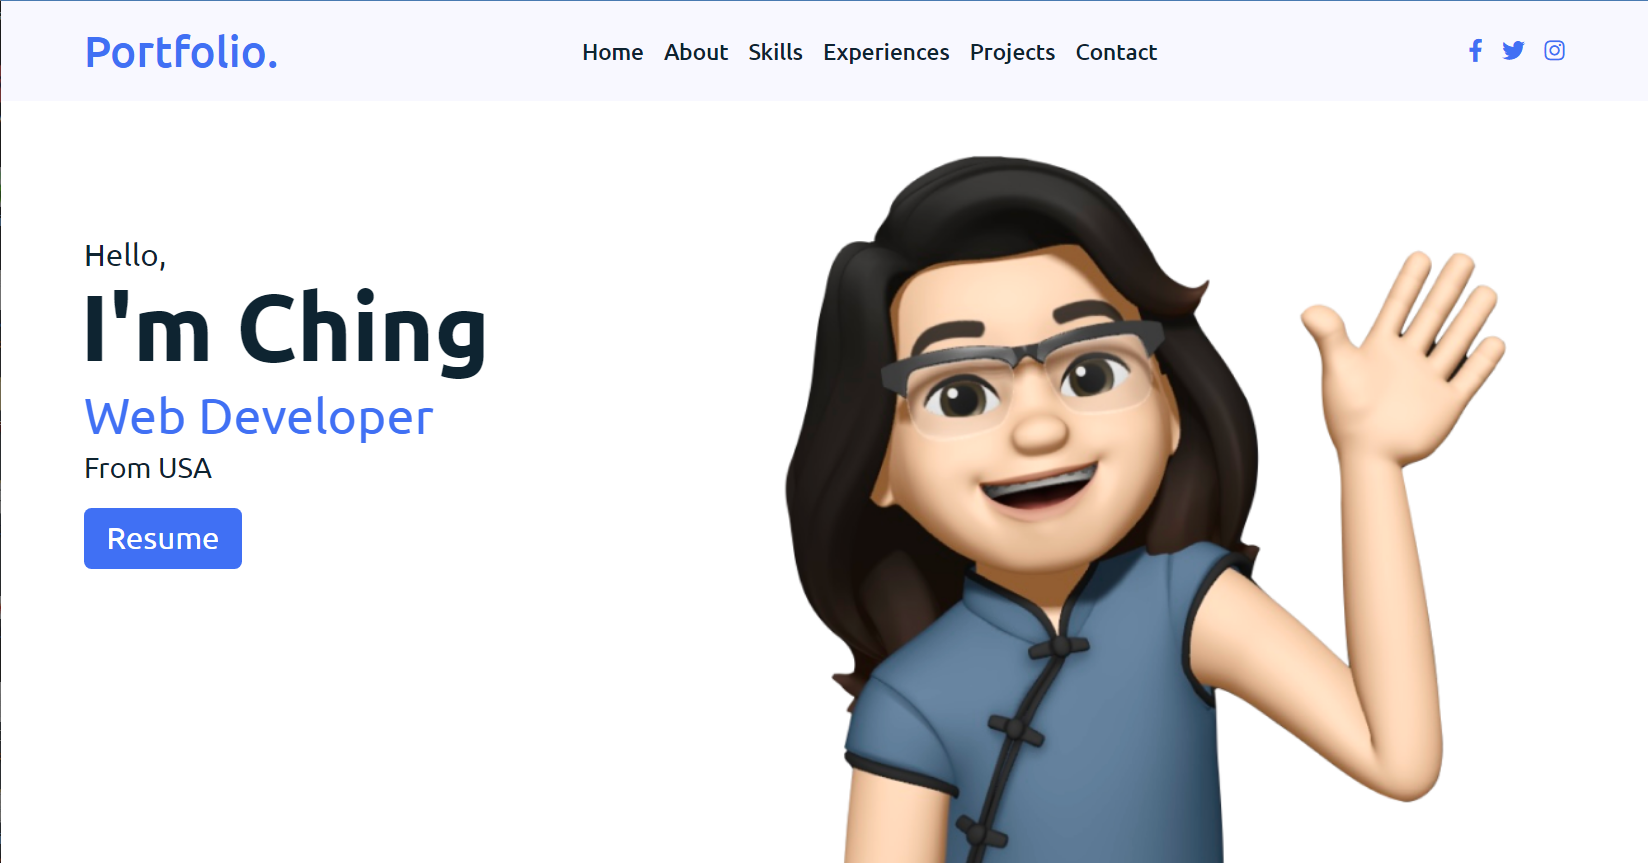 Portfolio.
Home About Skills Experiences Projects Contact
Hello,
I'm Ching
Web Developer
From USA
Resume